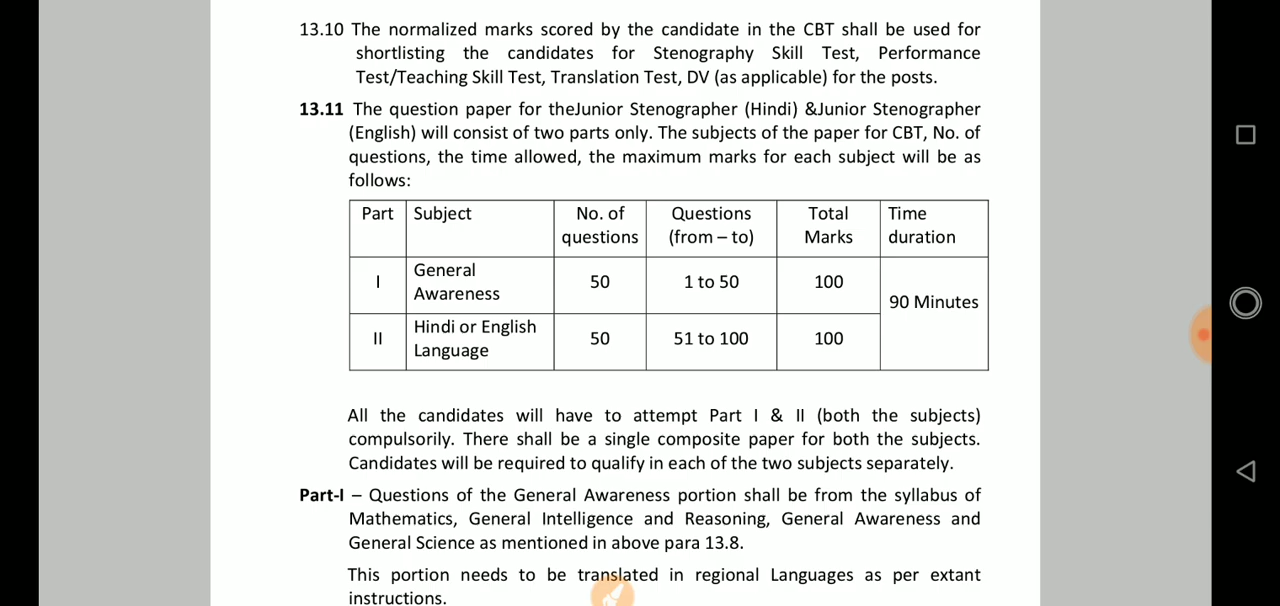 13.10 The normalized marks scored by the candidate in the CBT shall be used for
shortlisting the candidates for Stenography Skill Test, Performance
Test/Teaching Skill Test, Translation Test, DV (as applicable) for the posts.
13.11 The question paper for theJunior Stenographer (Hindi) &Junior Stenographer
(English) will consist of two parts only. The subjects of the paper for CBT, No. of
questions, the time allowed, the maximum marks for each subject will be as
follows:
Part Subject No. of questions Questions (from – to) Total Marks Time duration
I General Awareness 50 1 to 50 100 90 Minutes
II Hindi or English Language 50 51 to 100 100
All the candidates will have to attempt Part I & II (both the subjects)
compulsorily. There shall be a single composite paper for both the subjects.
Candidates will be required to qualify in each of the two subjects separately.
Part-I – Questions of the General Awareness portion shall be from the syllabus of
Mathematics, General Intelligence and Reasoning, General Awareness and
General Science as mentioned in above para 13.8.
This portion needs to be translated in regional Languages as per extant
instructions.